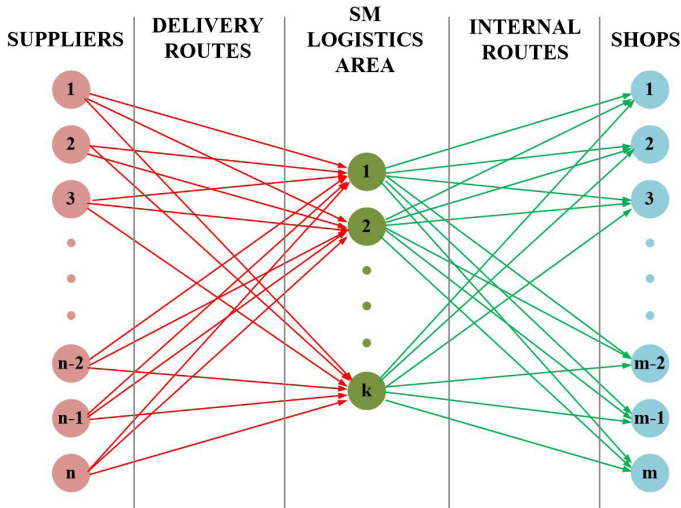 SUPPLIERS
DELIVERY
ROUTES
SM
LOGISTICS
AREA
INTERNAL
ROUTES
SHOPS
1
2
3
n-2
n-1
n
1
2
k
1
2
3
m-2
m-1
m